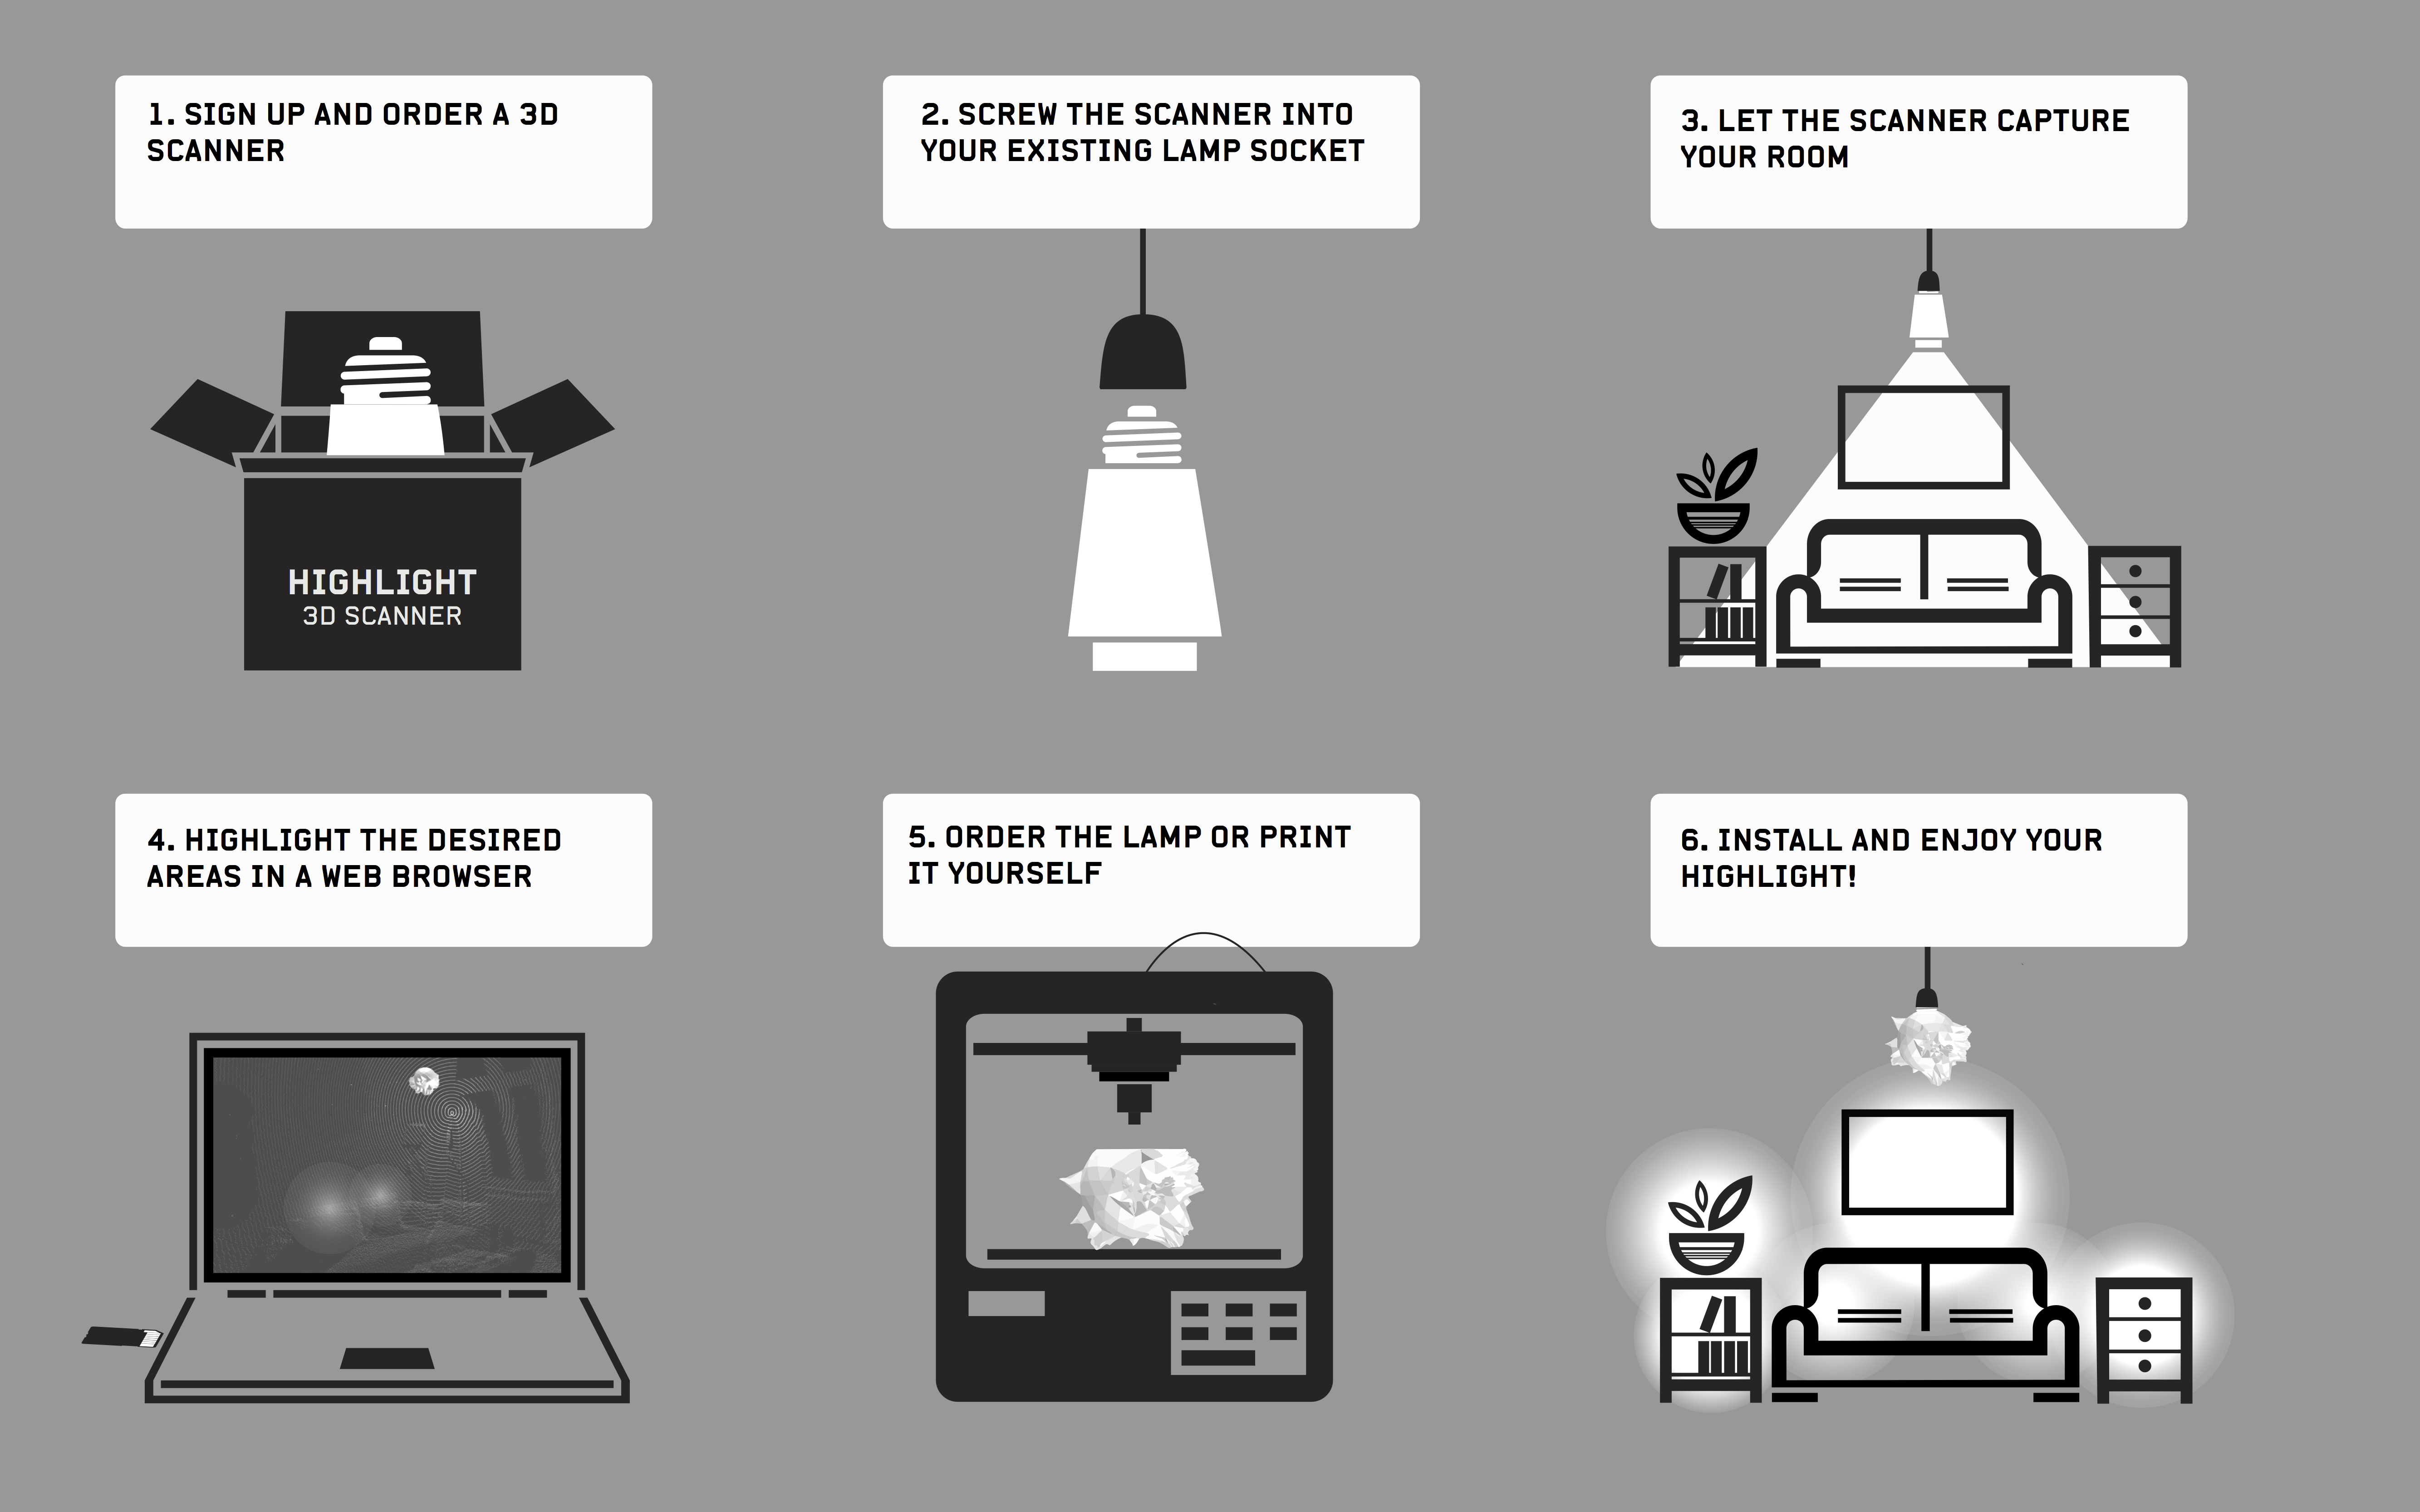 1. SIGN UP AND ORDER A 3D
SCANNER
2. SCREW THE SCANNER INTO
YOUR EXISTING LAMP SOCKET
3. LET THE SCANNER CAPTURE
YOUR ROOM
HIGHLIGHT
3D SCANNER
4. HIGHLIGHT THE DESIRED
AREAS IN A WEB BROWSER
5. ORDER THE LAMP OR PRINT
IT YOURSELF
6. INSTALL AND ENJOY YOUR
HIGHLIGHT!